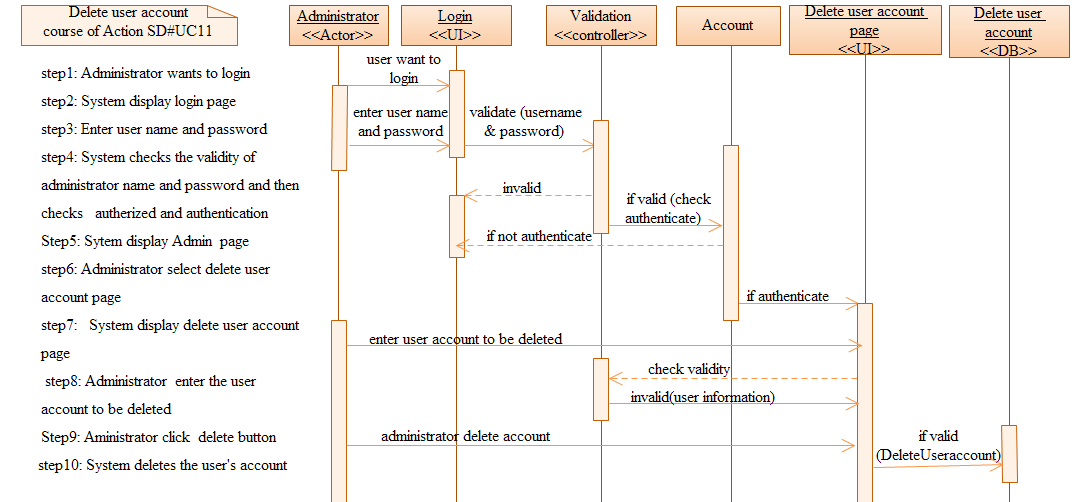 Delete user account
course of Action SD#UC11
Administrator
<<Actor>>
Login
<<UI>>
Validation
<<controller>>
Account
Delete user account
page
<<UI>>
Delete user
account
<<DB>>
step1: Administrator wants to login
step2: System display login page
step3: Enter user name and password
step4: System checks the validity of
administrator name and password and then
checks autherized and authentication
Step5: Sytem display Admin page
step6: Administrator select delete user
account page
step7: System display delete user account
page
step8: Administrator enter the user
account to be deleted
Step9: Aministrator click delete button
step10: System deletes the user's account
user want to
login
enter user name
and password
validate (username
& password)
invalid
if valid (check
authenticate)
if not authenticate
if authenticate
enter user account to be deleted
check validity
invalid(user information)
administrator delete account
if valid
(DeleteUseraccount)